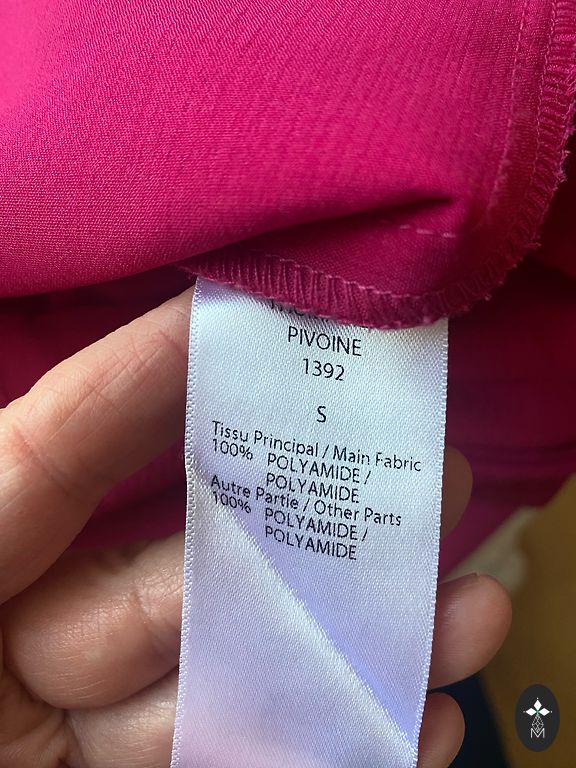 PIVOINE
1392
S
Tissu Principal / Main Fabric
100% POLYAMIDE /
POLYAMIDE
Autre Partie / Other Parts
100% POLYAMIDE /
POLYAMIDE
M